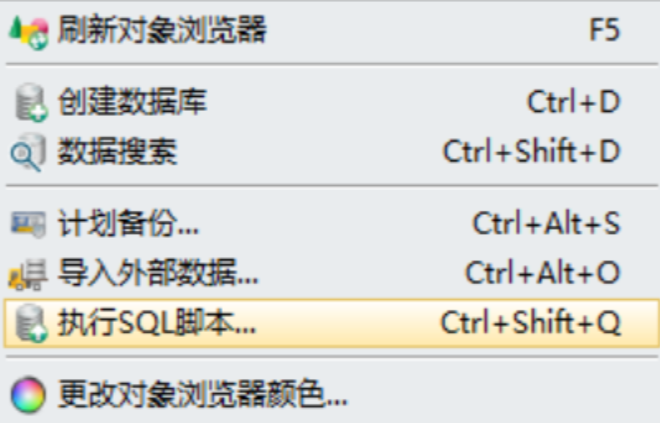 刷新对象浏览器 F5
创建数据库 Ctrl+D
数据搜索 Ctrl+Shift+D
计划备份... Ctrl+Alt+S
导入外部数据... Ctrl+Alt+O
执行SQL脚本... Ctrl+Shift+Q
更改对象浏览器颜色...